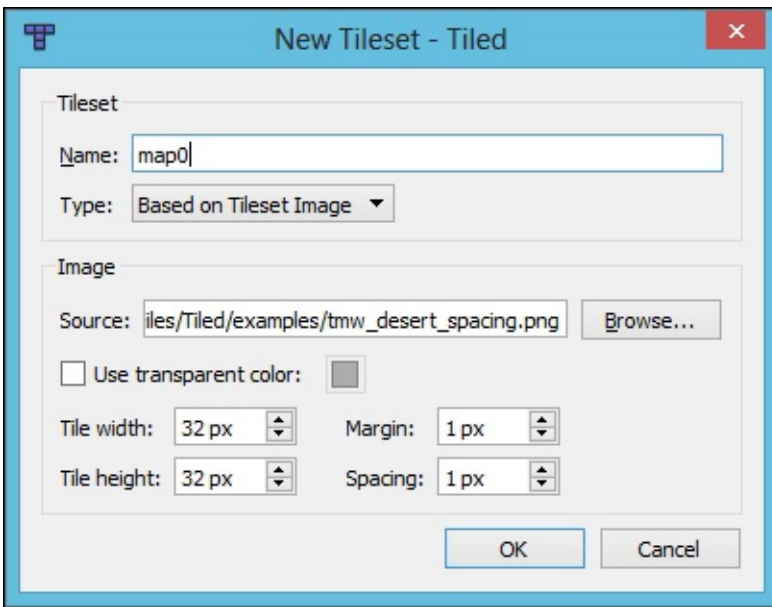 New Tileset - Tiled
Tileset
Name: map0
Type: Based on Tileset Image
Image
Source: iles/Tiled/examples/tmw_desert_spacing.png Browse...
Use transparent color:
Tile width: 32 px Margin: 1 px
Tile height: 32 px Spacing: 1 px
OK Cancel